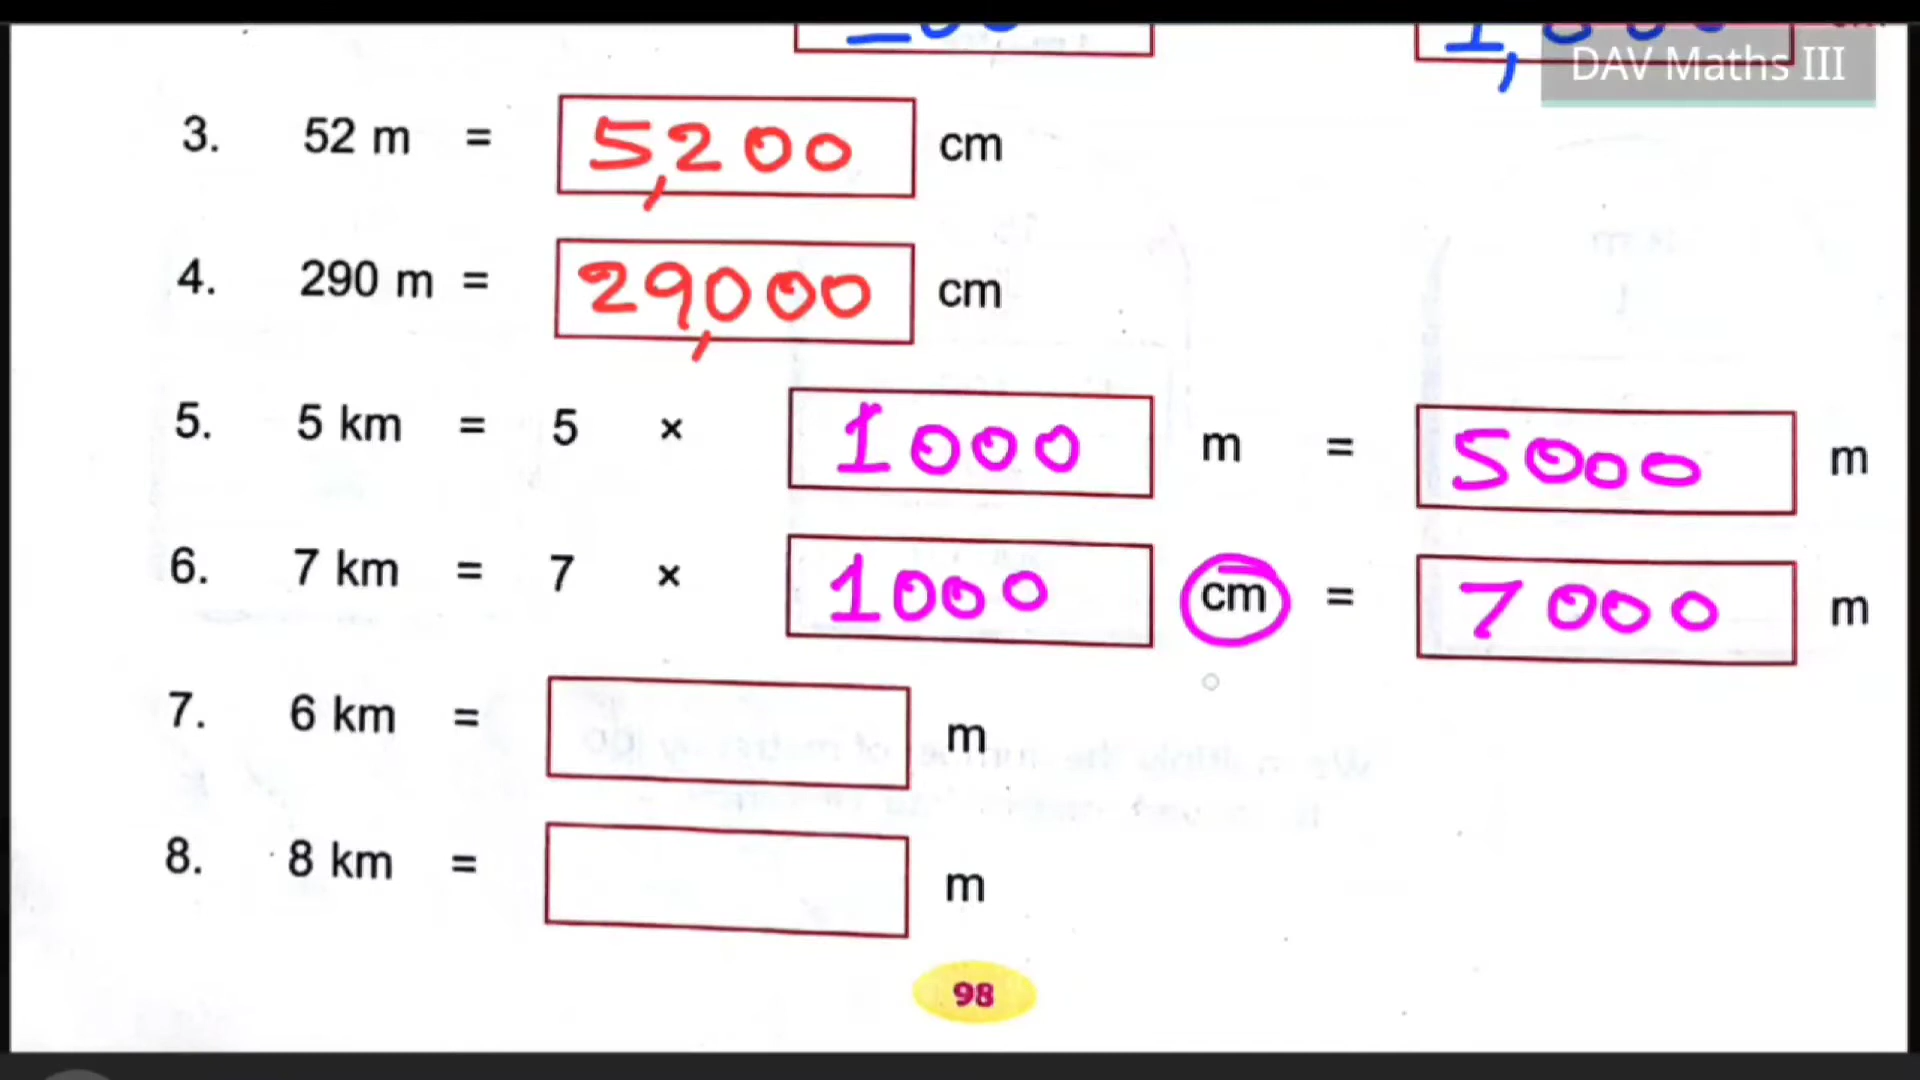 DAV Maths III
3. 52 m = 5,200 cm
4. 290 m = 29,000 cm
5. 5 km = 5 × 1000 m = 5000 m
6. 7 km = 7 × 1000 cm = 7000 m
7. 6 km = m
8. 8 km = m
98